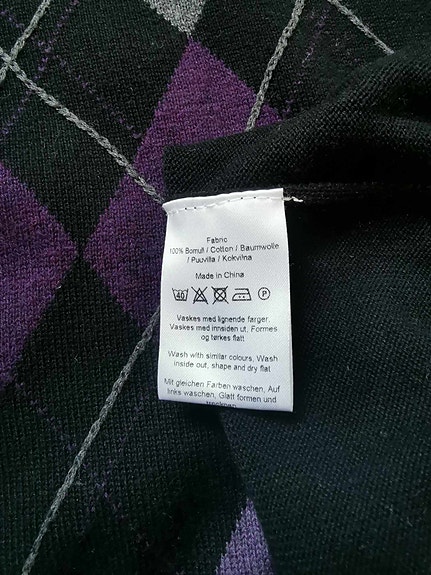 Fabric
100% Bomull / Cotton / Baumwolle
/ Puuvilla / Kokvilna
Made in China
40 P
Vaskes med lignende farger,
Vaskes med innsiden ut, Formes
og tørkes flatt
Wash with similar colours, Wash
inside out, shape and dry flat
Mit gleichen Farben waschen, Auf
links waschen, Glatt formen und
trocknen